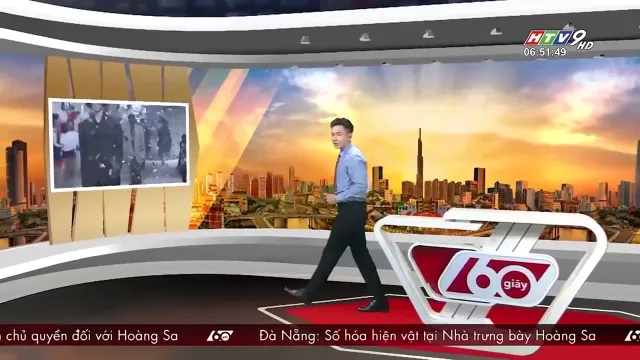 HTV9 HD
06:51:49
60 giây
chủ quyền đối với Hoàng Sa 60 Đà Nẵng: Số hóa hiện vật tại Nhà trưng bày Hoàng Sa